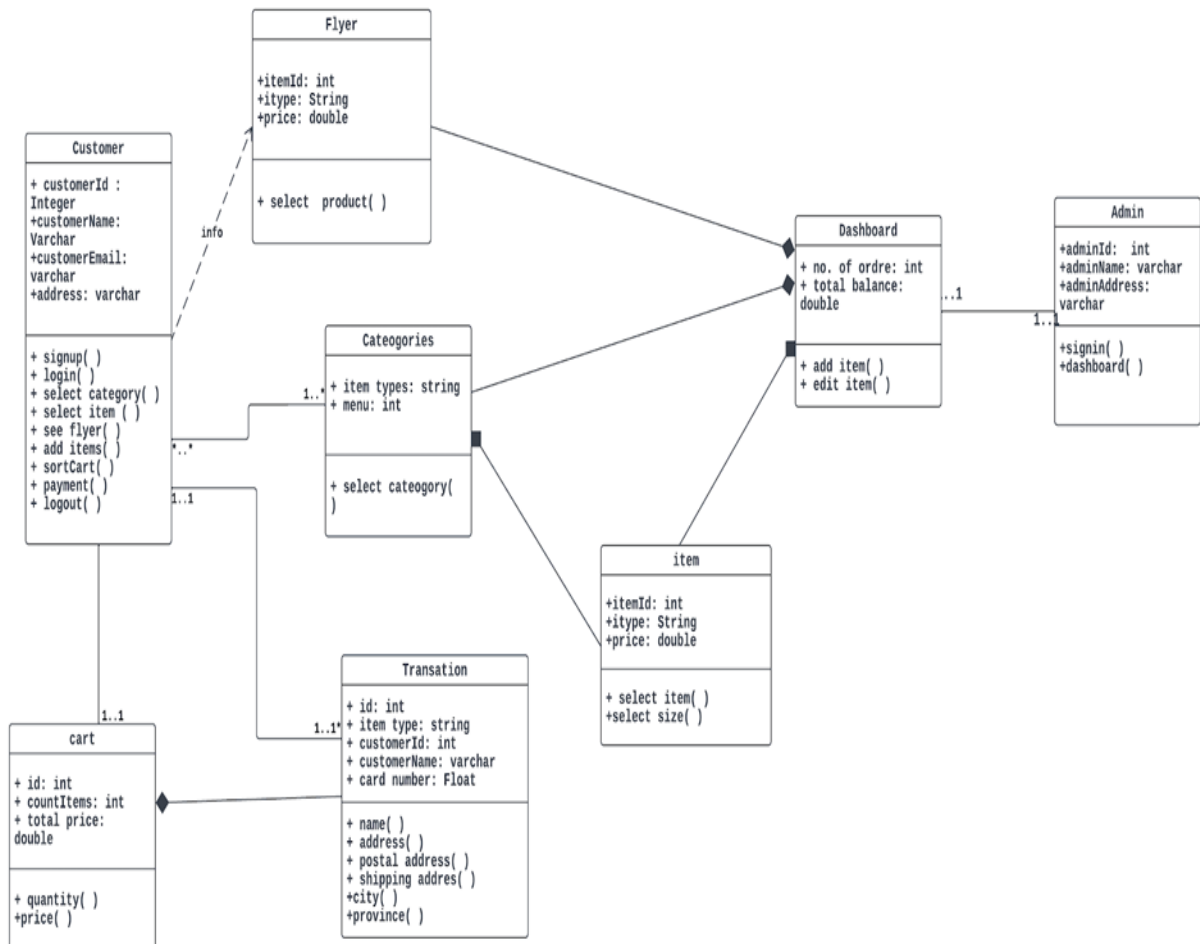 Flyer
+itemId: int
+itype: String
+price: double
+ select product( )
Customer
+ customerId :
Integer
+customerName:
Varchar
+customerEmail:
varchar
+address: varchar
+ signup( )
+ login( )
+ select category( )
+ select item ( )
+ see flyer( )
+ add items( )
+ sortCart( )
+ payment( )
+ logout( )
info
Cateogories
+ item types: string
+ menu: int
+ select cateogory(
)
1..*
*..*
1..1
Dashboard
+ no. of ordre: int
+ total balance:
double
+ add item( )
+ edit item( )
..1
1..1
Admin
+adminId: int
+adminName: varchar
+adminAddress:
varchar
+signin( )
+dashboard( )
item
+itemId: int
+itype: String
+price: double
+ select item( )
+select size( )
Transation
+ id: int
+ item type: string
+ customerId: int
+ customerName: varchar
+ card number: Float
+ name( )
+ address( )
+ postal address( )
+ shipping addres( )
+city( )
+province( )
1..1*
1..1
cart
+ id: int
+ countItems: int
+ total price:
double
+ quantity( )
+price( )